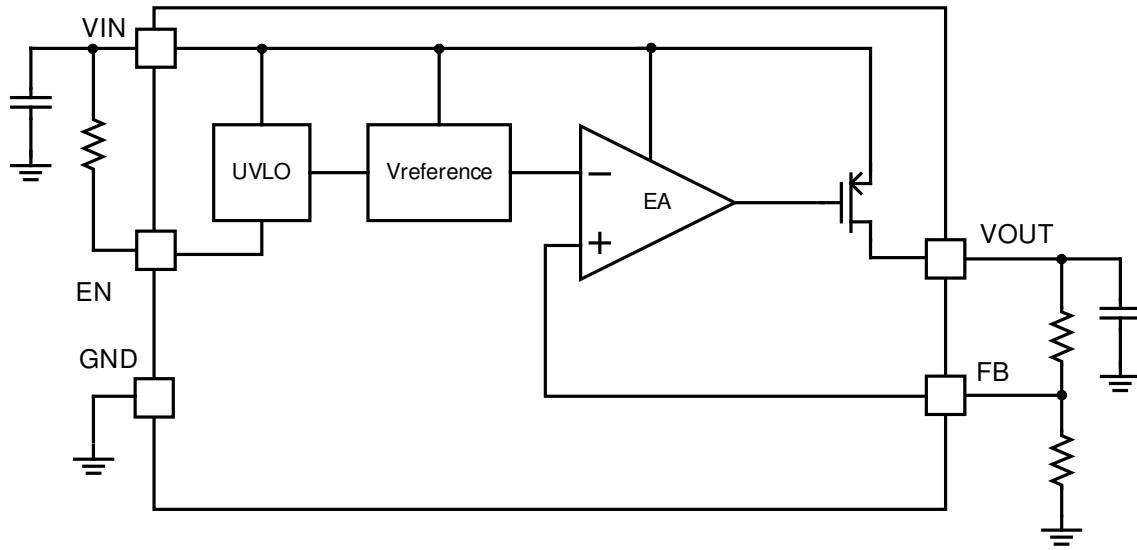 VIN
UVLO
Vreference
EA
VOUT
EN
GND
FB